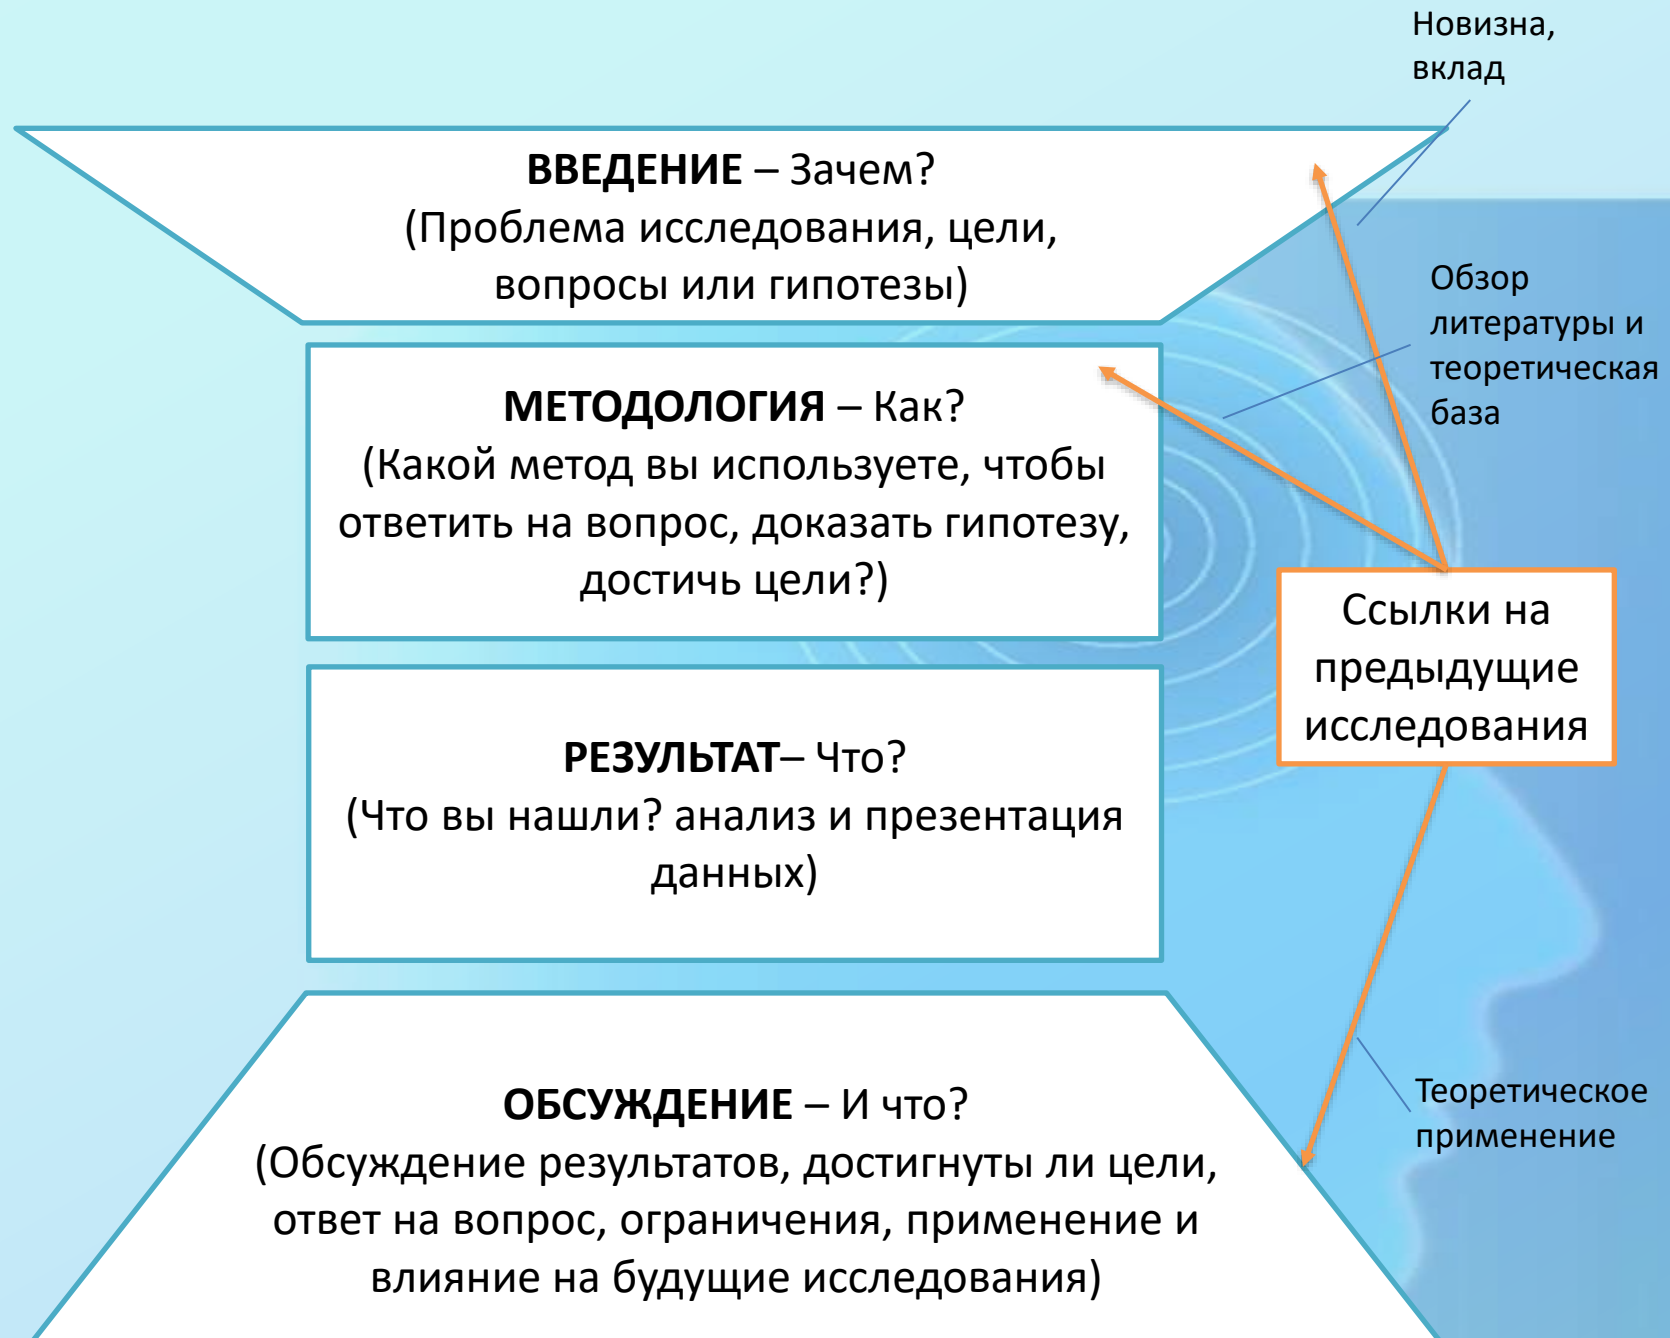 Новизна,
вклад
ВВЕДЕНИЕ – Зачем?
(Проблема исследования, цели,
вопросы или гипотезы)
Обзор
литературы и
теоретическая
база
МЕТОДОЛОГИЯ – Как?
(Какой метод вы используете, чтобы
ответить на вопрос, доказать гипотезу,
достичь цели?)
Ссылки на
предыдущие
исследования
РЕЗУЛЬТАТ– Что?
(Что вы нашли? анализ и презентация
данных)
ОБСУЖДЕНИЕ – И что?
(Обсуждение результатов, достигнуты ли цели,
ответ на вопрос, ограничения, применение и
влияние на будущие исследования)
Теоретическое
применение